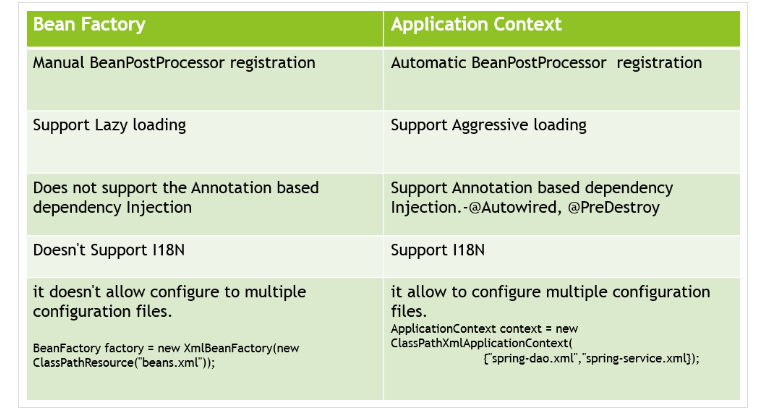 Bean Factory
Application Context
Manual BeanPostProcessor registration
Automatic BeanPostProcessor  registration
Support Lazy loading
Support Aggressive loading
Does not support the Annotation based
dependency Injection
Support Annotation based dependency
Injection.-@Autowired, @PreDestroy
Doesn't Support I18N
Support I18N
it doesn't allow configure to multiple
configuration files.
BeanFactory factory = new XmlBeanFactory(new
ClassPathResource("beans.xml"));
it allow to configure multiple configuration
files.
ApplicationContext context = new
ClassPathXmlApplicationContext(
{"spring-dao.xml","spring-service.xml});